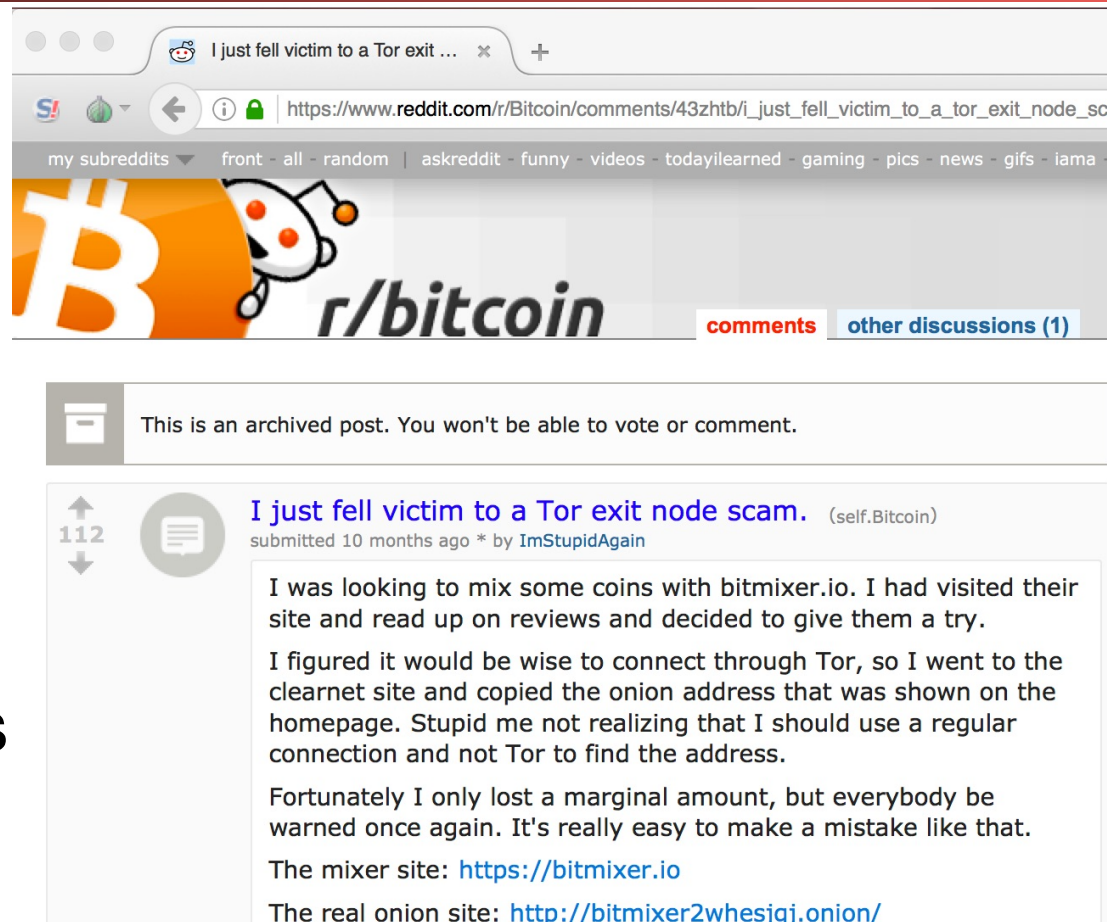 I just fell victim to a Tor exit ...
S!
https://www.reddit.com/r/Bitcoin/comments/43zhtb/i_just_fell_victim_to_a_tor_exit_node_sc
my subreddits front - all - random | askreddit - funny - videos - todayilearned - gaming - pics - news - gifs - iama -
r/bitcoin
comments other discussions (1)
This is an archived post. You won't be able to vote or comment.
112
I just fell victim to a Tor exit node scam. (self.Bitcoin)
submitted 10 months ago * by ImStupidAgain
I was looking to mix some coins with bitmixer.io. I had visited their
site and read up on reviews and decided to give them a try.
I figured it would be wise to connect through Tor, so I went to the
clearnet site and copied the onion address that was shown on the
homepage. Stupid me not realizing that I should use a regular
connection and not Tor to find the address.
s
Fortunately I only lost a marginal amount, but everybody be
warned once again. It's really easy to make a mistake like that.
The mixer site: https://bitmixer.io
The real onion site: http://bitmixer2whesjgj.onion/